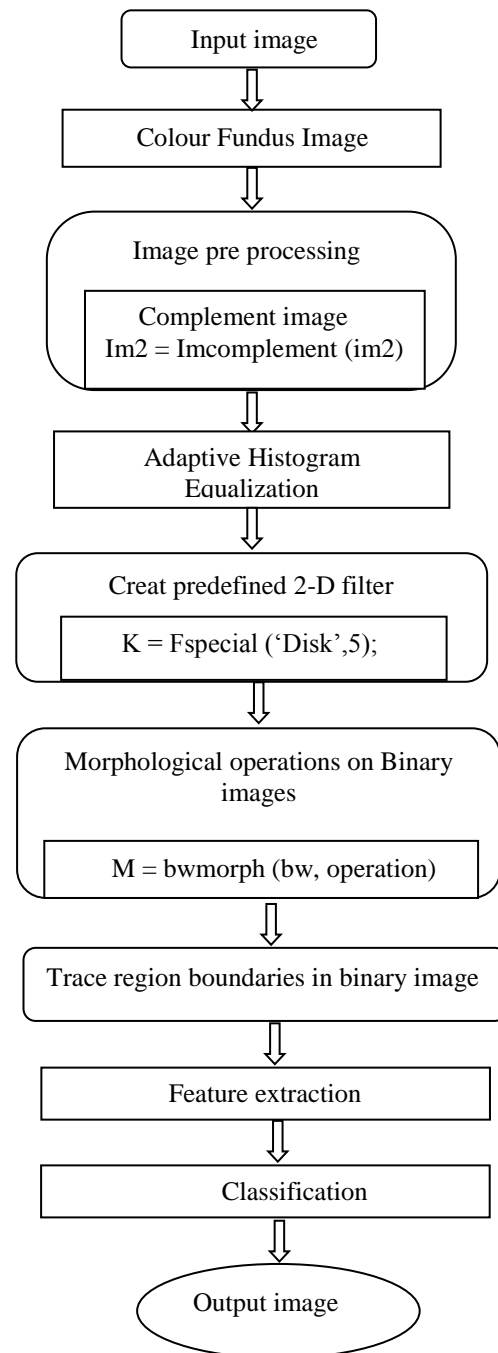 Input image
Colour Fundus Image
Image pre processing
Complement image
Im2 = Imcomplement (im2)
Adaptive Histogram
Equalization
Creat predefined 2-D filter
K = Fspecial (‘Disk’,5);
Morphological operations on Binary
images
M = bwmorph (bw, operation)
Trace region boundaries in binary image
Feature extraction
Classification
Output image